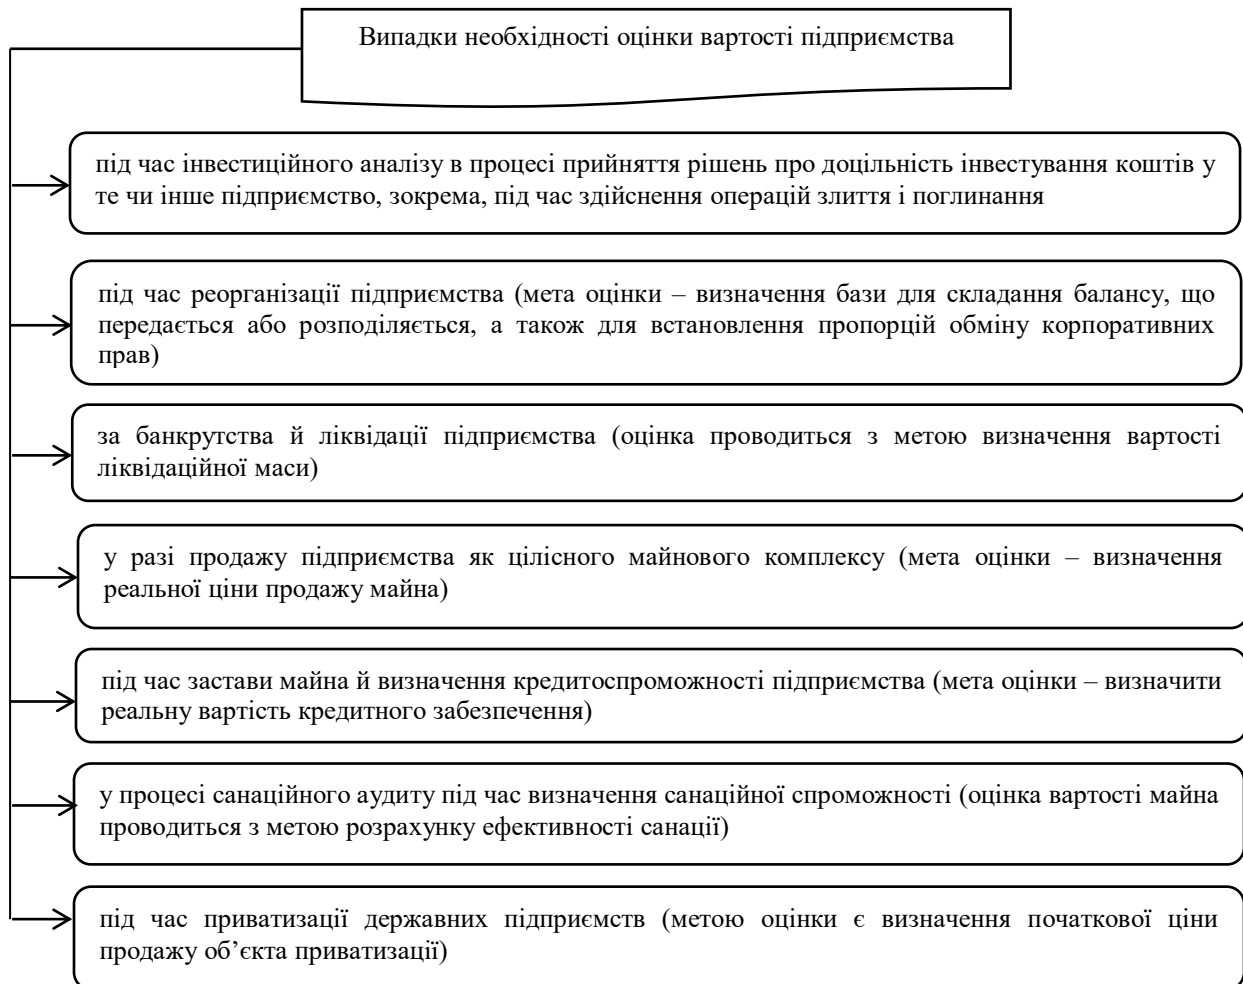 Випадки необхідності оцінки вартості підприємства
під час інвестиційного аналізу в процесі прийняття рішень про доцільність інвестування коштів у
те чи інше підприємство, зокрема, під час здійснення операцій злиття і поглинання
під час реорганізації підприємства (мета оцінки – визначення бази для складання балансу, що
передається або розподіляється, а також для встановлення пропорцій обміну корпоративних
прав)
за банкрутства й ліквідації підприємства (оцінка проводиться з метою визначення вартості
ліквідаційної маси)
у разі продажу підприємства як цілісного майнового комплексу (мета оцінки – визначення
реальної ціни продажу майна)
під час застави майна й визначення кредитоспроможності підприємства (мета оцінки – визначити
реальну вартість кредитного забезпечення)
у процесі санаційного аудиту під час визначення санаційної спроможності (оцінка вартості майна
проводиться з метою розрахунку ефективності санації)
під час приватизації державних підприємств (метою оцінки є визначення початкової ціни
продажу об’єкта приватизації)